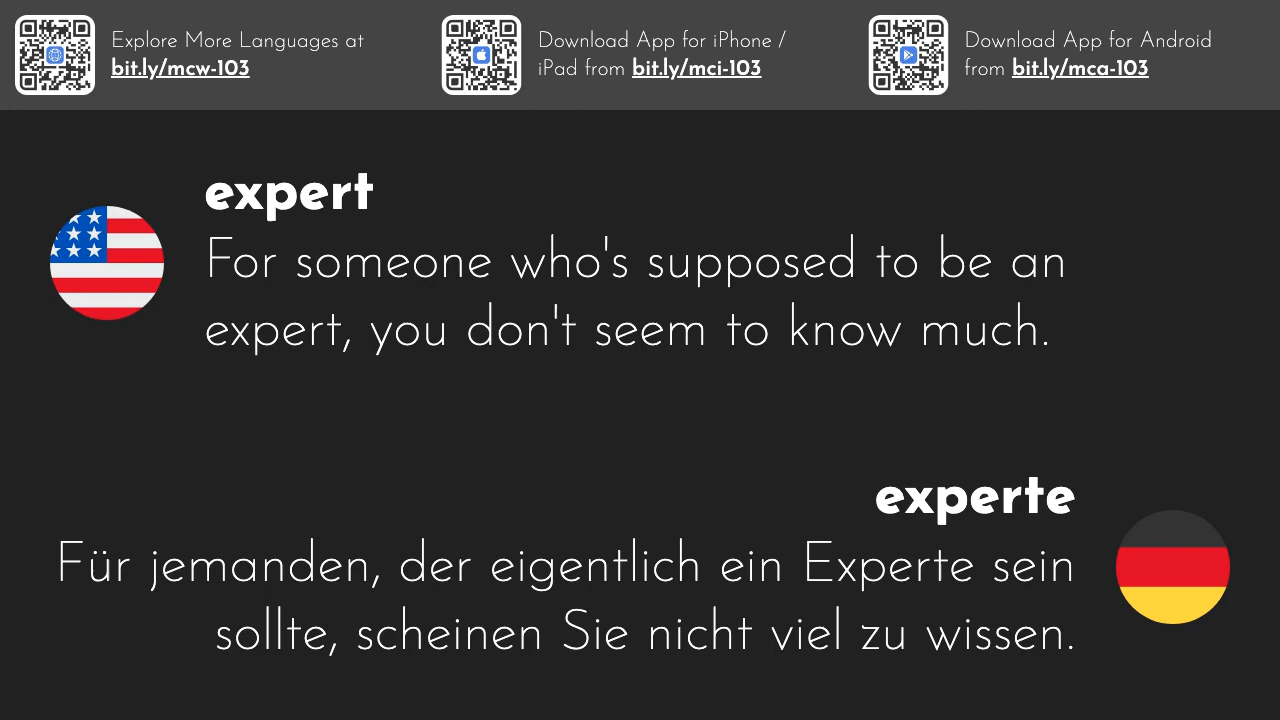 Explore More Languages at
bit.ly/mcw-103
Download App for iPhone /
iPad from bit.ly/mci-103
Download App for Android
from bit.ly/mca-103
expert
For someone who's supposed to be an
expert, you don't seem to know much.
experte
Für jemanden, der eigentlich ein Experte sein
sollte, scheinen Sie nicht viel zu wissen.